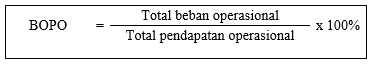 Total beban operasional
BOPO = x 100%
Total pendapatan operasional